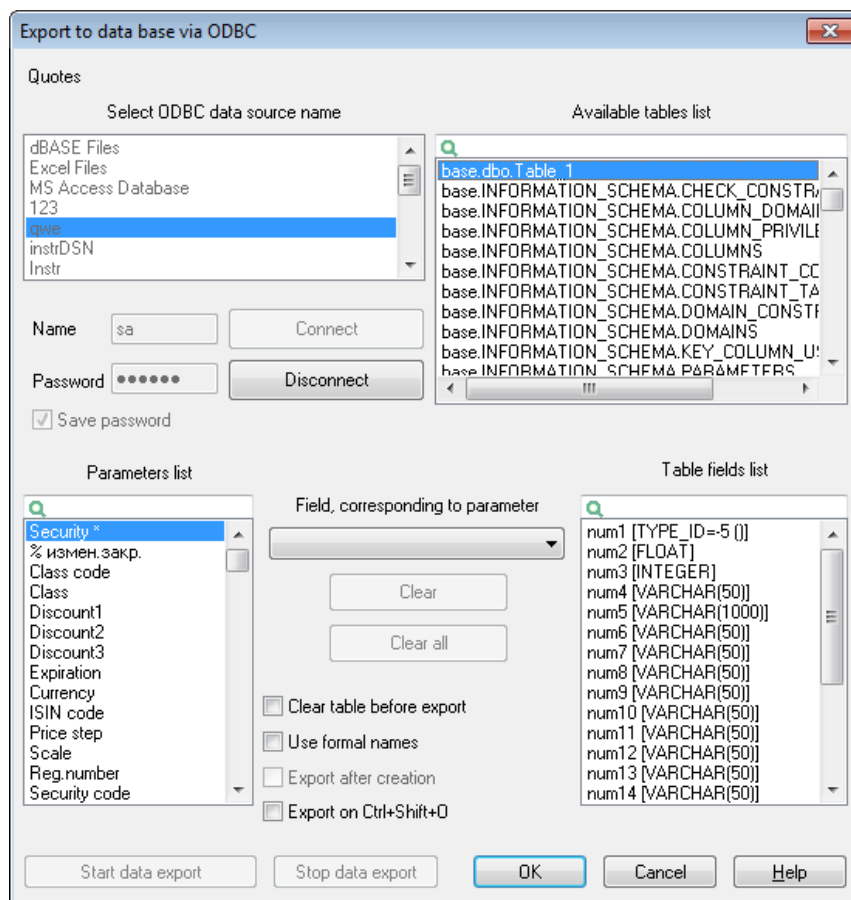 Export to data base via ODBC
Quotes
Select ODBC data source name
dBASE Files
Excel Files
MS Access Database
123
qwe
instrDSN
Instr
Name
sa
Connect
Password
●●●●●●
Disconnect
Save password
Available tables list
base.dbo.Table_1
base.INFORMATION_SCHEMA.CHECK_CONSTRA
base.INFORMATION_SCHEMA.COLUMN_DOMAI
base.INFORMATION_SCHEMA.COLUMN_PRIVILE
base.INFORMATION_SCHEMA.COLUMNS
base.INFORMATION_SCHEMA.CONSTRAINT_CO
base.INFORMATION_SCHEMA.CONSTRAINT_TA
base.INFORMATION_SCHEMA.DOMAIN_CONSTR
base.INFORMATION_SCHEMA.DOMAINS
base.INFORMATION_SCHEMA.KEY_COLUMN_US
base.INFORMATION_SCHEMA.PARAMETERS
Parameters list
Security *
% измен.закр.
Class code
Class
Discount1
Discount2
Discount3
Expiration
Currency
ISIN code
Price step
Scale
Reg.number
Security code
Field, corresponding to parameter
Clear
Clear all
Clear table before export
Use formal names
Export after creation
Export on Ctrl+Shift+O
Table fields list
num1 [TYPE_ID=-5 ()]
num2 [FLOAT]
num3 [INTEGER]
num4 [VARCHAR(50)]
num5 [VARCHAR(1000)]
num6 [VARCHAR(50)]
num7 [VARCHAR(50)]
num8 [VARCHAR(50)]
num9 [VARCHAR(50)]
num10 [VARCHAR(50)]
num11 [VARCHAR(50)]
num12 [VARCHAR(50)]
num13 [VARCHAR(50)]
num14 [VARCHAR(50)]
Start data export
Stop data export
OK
Cancel
Help